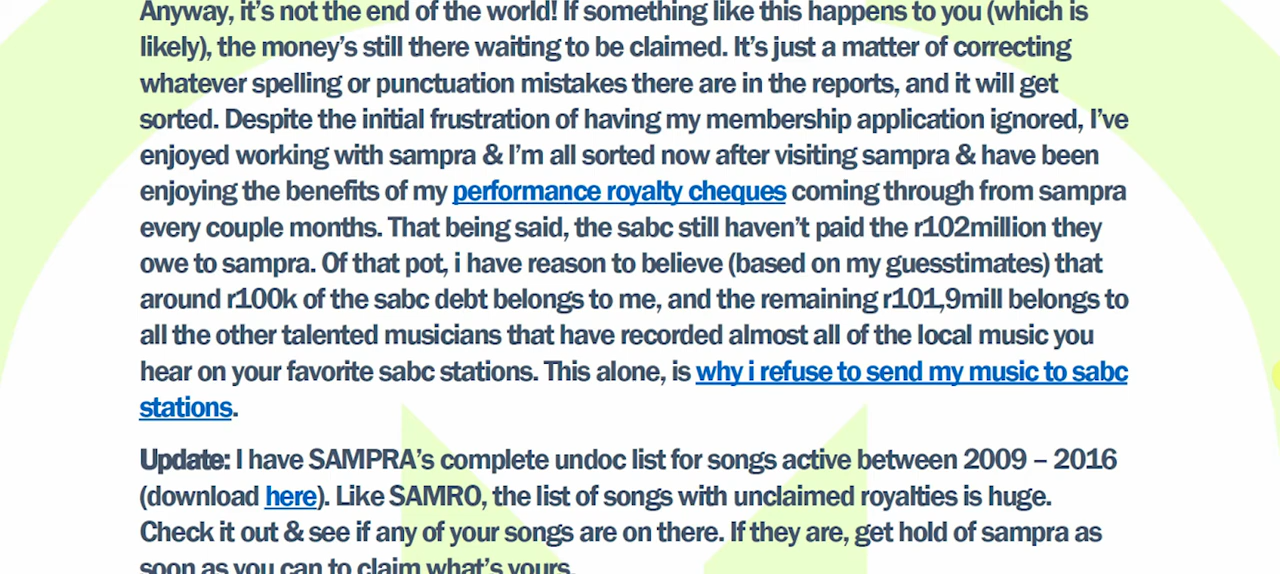 Anyway, it's not the end of the world! If something like this happens to you (which is
likely), the money's still there waiting to be claimed. It's just a matter of correcting
whatever spelling or punctuation mistakes there are in the reports, and it will get
sorted. Despite the initial frustration of having my membership application ignored, I've
enjoyed working with sampra & I'm all sorted now after visiting sampra & have been
enjoying the benefits of my performance royalty cheques coming through from sampra
every couple months. That being said, the sabc still haven't paid the r102million they
owe to sampra. Of that pot, i have reason to believe (based on my guesstimates) that
around r100k of the sabc debt belongs to me, and the remaining r101,9mill belongs to
all the other talented musicians that have recorded almost all of the local music you
hear on your favorite sabc stations. This alone, is why i refuse to send my music to sabc
stations.
Update: I have SAMPRA's complete undoc list for songs active between 2009 – 2016
(download here). Like SAMRO, the list of songs with unclaimed royalties is huge.
Check it out & see if any of your songs are on there. If they are, get hold of sampra as
soon as you can to claim what's yours.